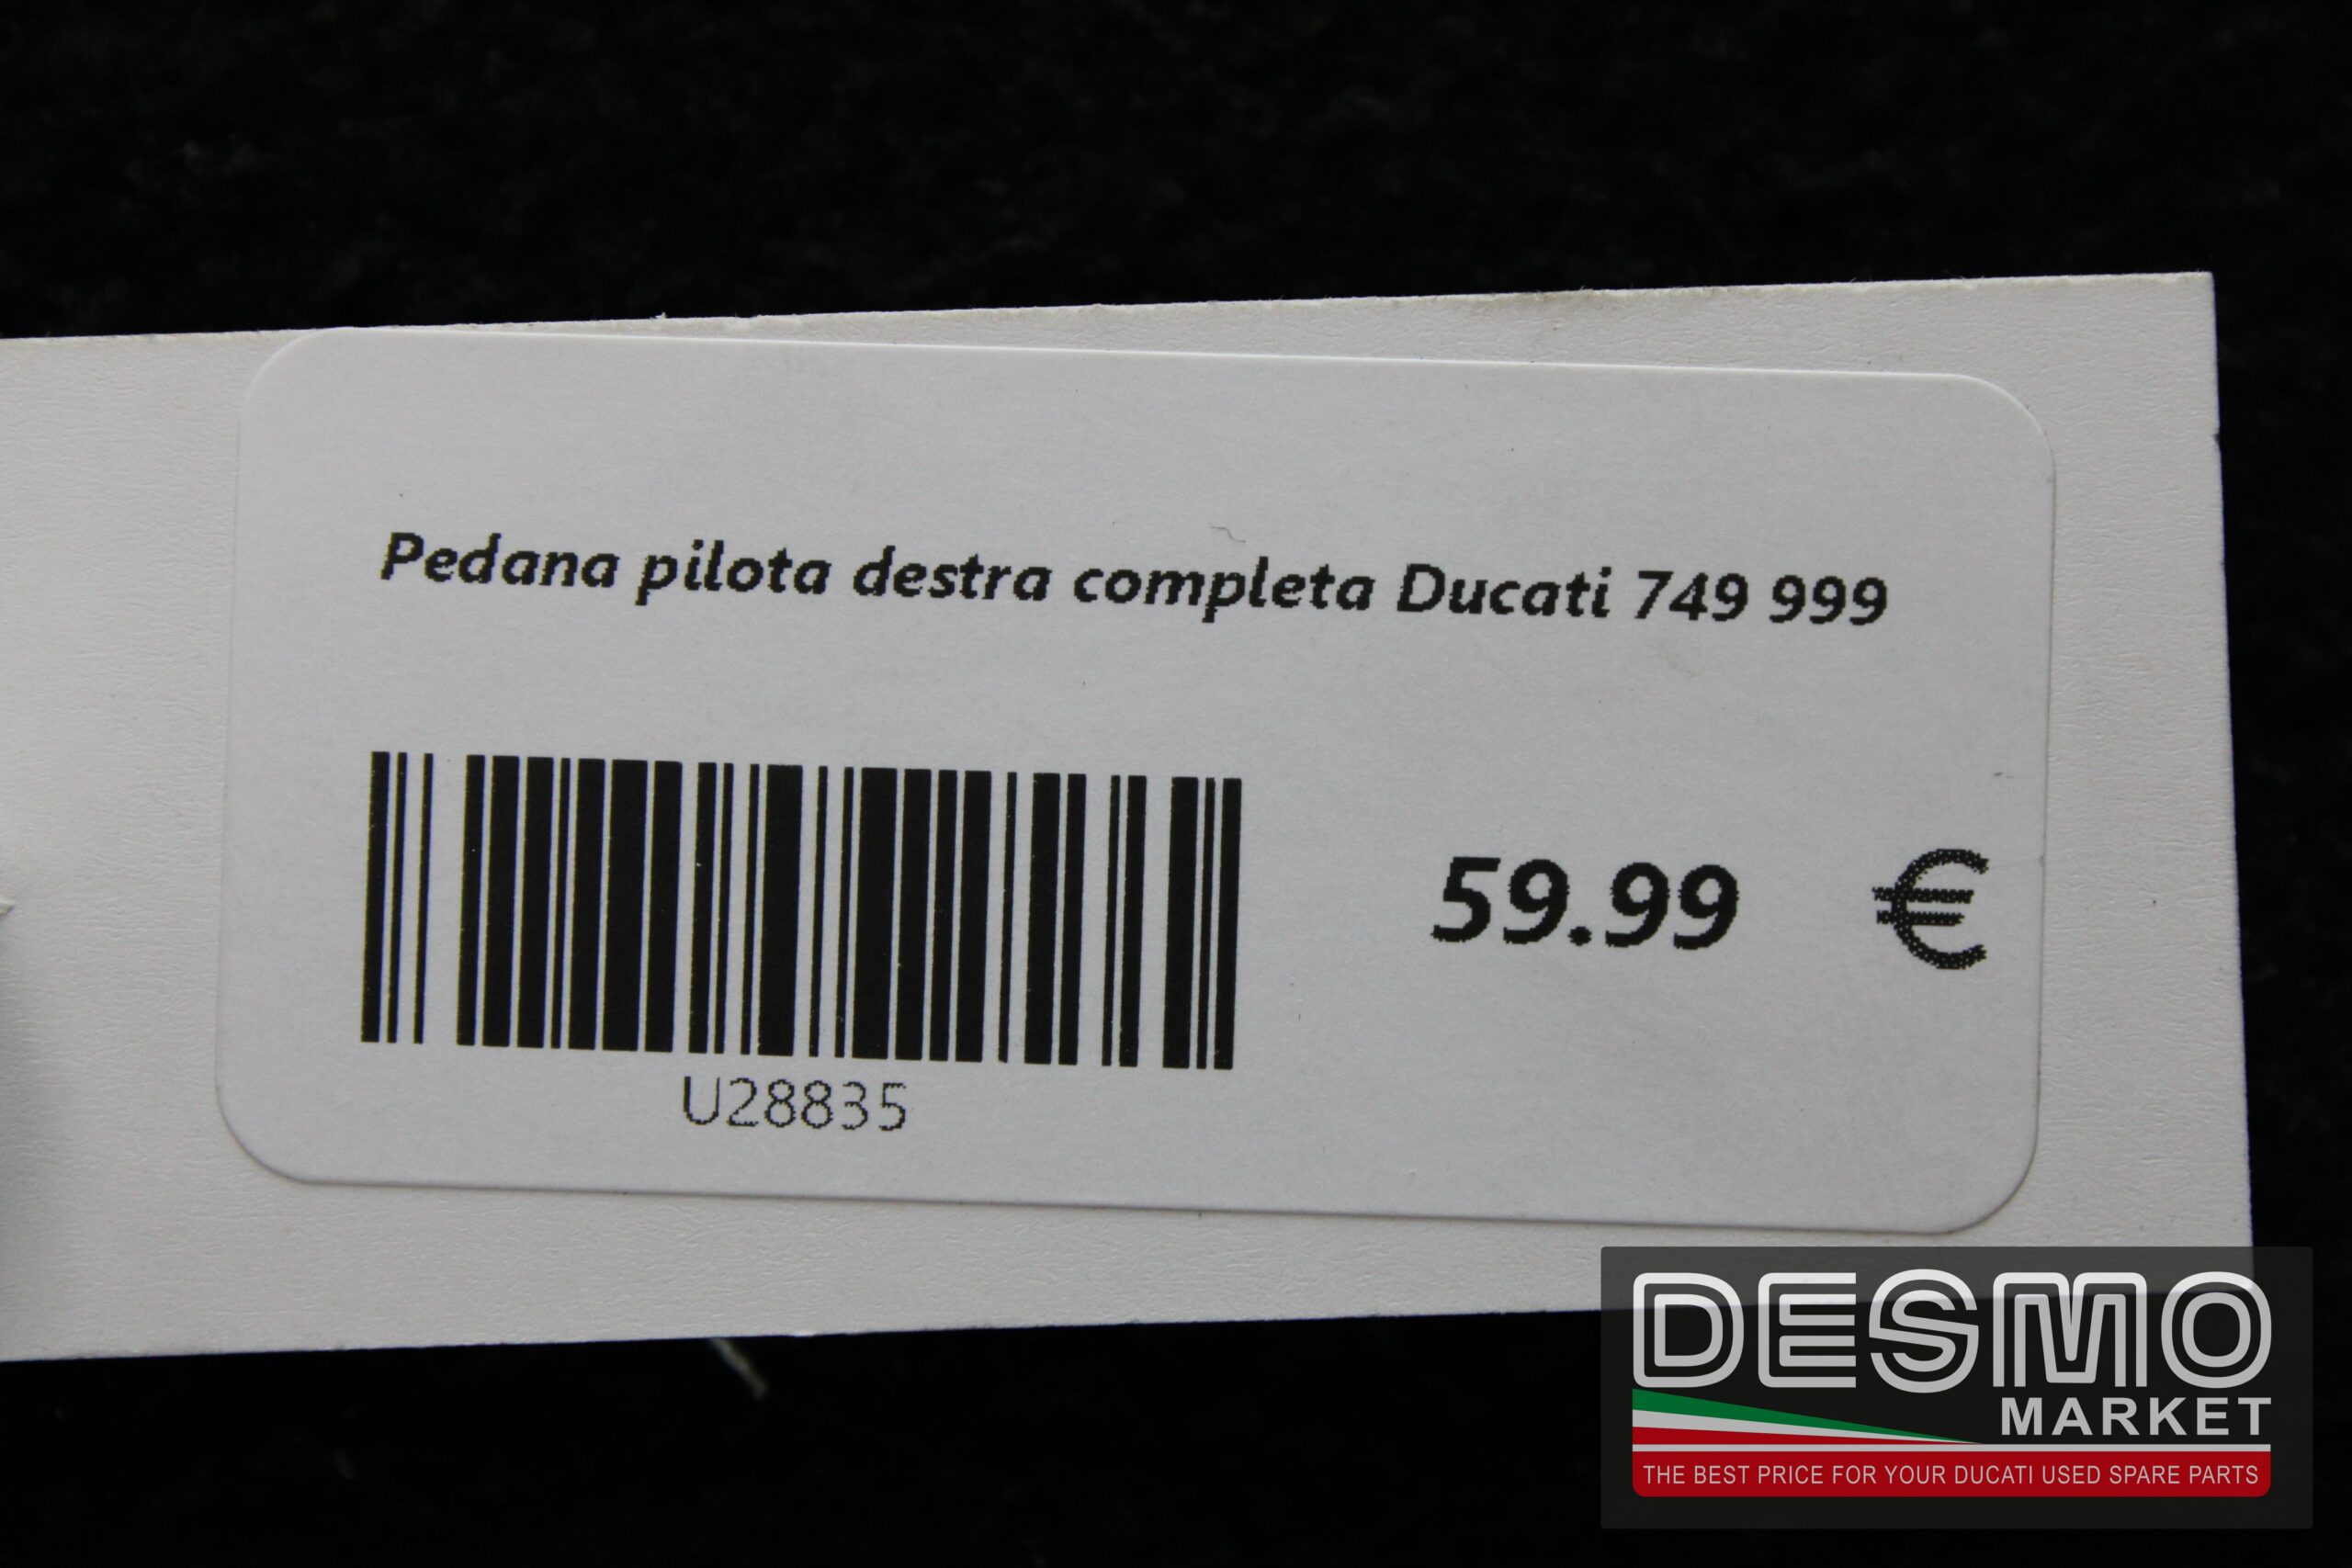 Pedana pilota destra completa Ducati 749 999
59.99 €
U28835
DESMO
MARKET
THE BEST PRICE FOR YOUR DUCATI USED SPARE PARTS